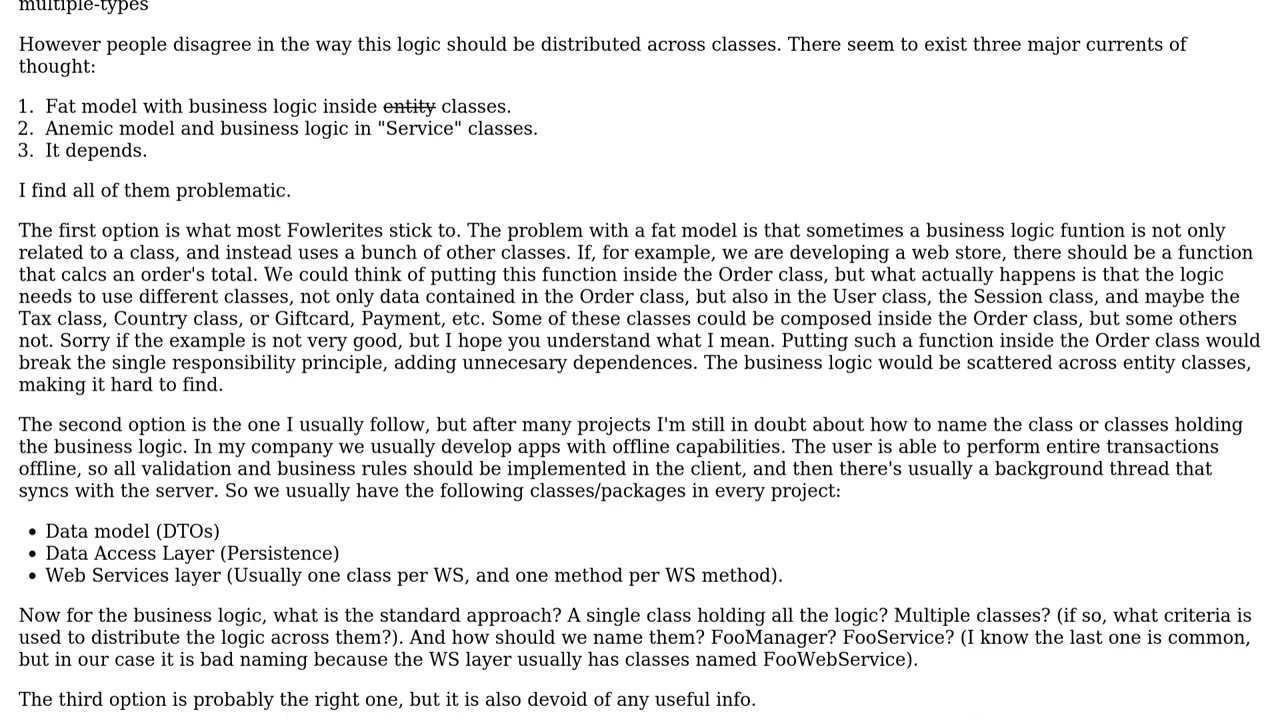 multiple-types
However people disagree in the way this logic should be distributed across classes. There seem to exist three major currents of
thought:
1. Fat model with business logic inside entity classes.
2. Anemic model and business logic in "Service" classes.
3. It depends.
I find all of them problematic.
The first option is what most Fowlerites stick to. The problem with a fat model is that sometimes a business logic funtion is not only
related to a class, and instead uses a bunch of other classes. If, for example, we are developing a web store, there should be a function
that calcs an order's total. We could think of putting this function inside the Order class, but what actually happens is that the logic
needs to use different classes, not only data contained in the Order class, but also in the User class, the Session class, and maybe the
Tax class, Country class, or Giftcard, Payment, etc. Some of these classes could be composed inside the Order class, but some others
not. Sorry if the example is not very good, but I hope you understand what I mean. Putting such a function inside the Order class would
break the single responsibility principle, adding unnecesary dependences. The business logic would be scattered across entity classes,
making it hard to find.
The second option is the one I usually follow, but after many projects I'm still in doubt about how to name the class or classes holding
the business logic. In my company we usually develop apps with offline capabilities. The user is able to perform entire transactions
offline, so all validation and business rules should be implemented in the client, and then there's usually a background thread that
syncs with the server. So we usually have the following classes/packages in every project:
• Data model (DTOs)
• Data Access Layer (Persistence)
• Web Services layer (Usually one class per WS, and one method per WS method).
Now for the business logic, what is the standard approach? A single class holding all the logic? Multiple classes? (if so, what criteria is
used to distribute the logic across them?). And how should we name them? FooManager? FooService? (I know the last one is common,
but in our case it is bad naming because the WS layer usually has classes named FooWebService).
The third option is probably the right one, but it is also devoid of any useful info.